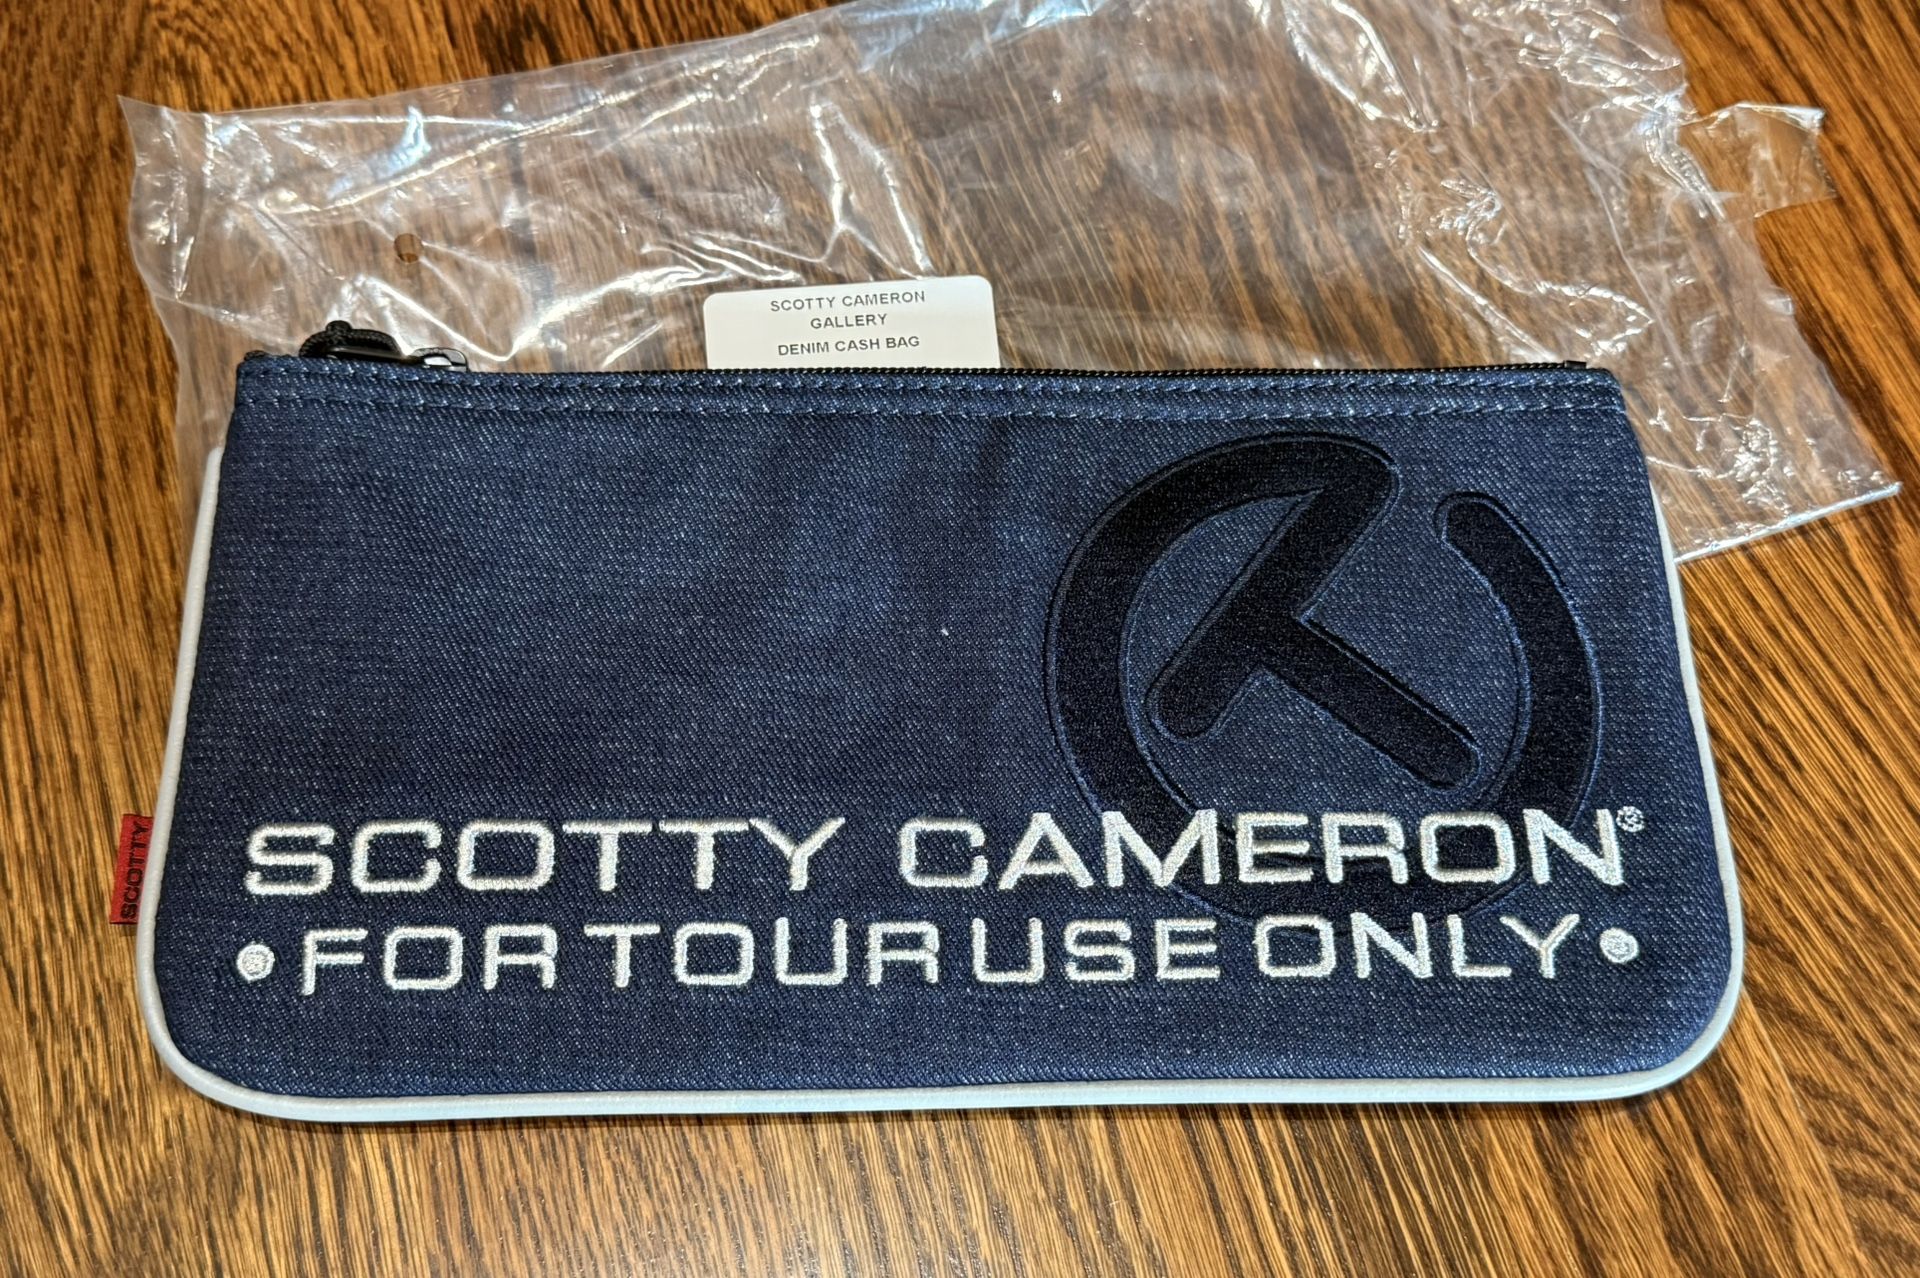 SCOTTY CAMERON
GALLERY
DENIM CASH BAG
SCOTTY CAMERON®
• FOR TOUR USE ONLY •
SCOTTY